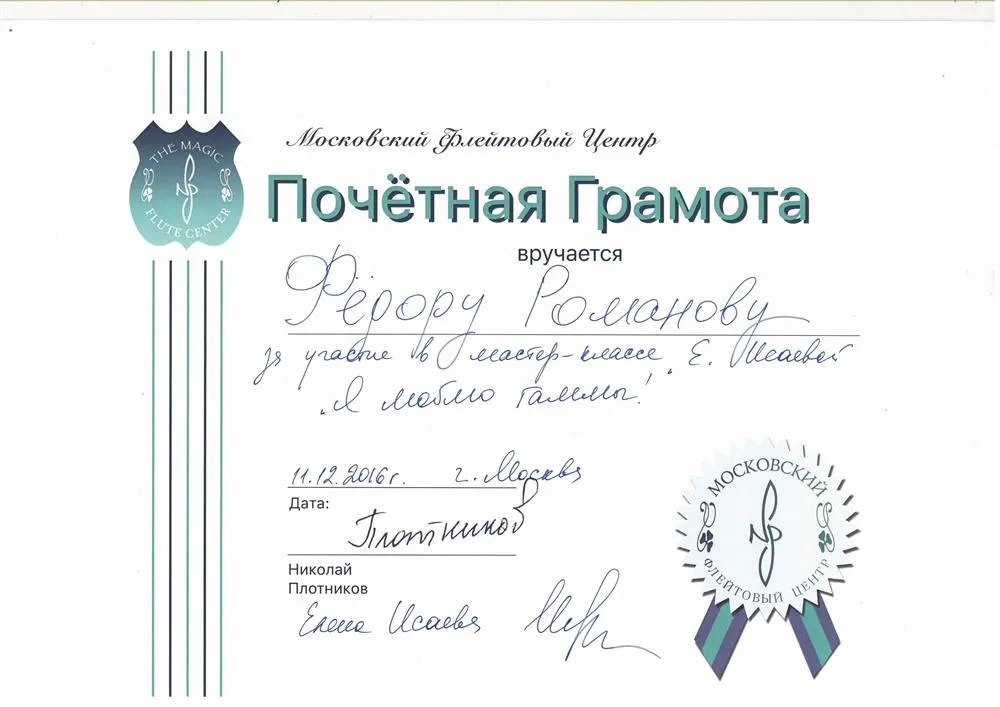 Московский Флейтовый Центр
THE MAGIC
FLUTE CENTER
Почётная Грамота
вручается
Фёдору Романову
за участие в мастер-классе Е. Исаевой
"Я люблю гаммы!"
11.12.2016г. г. Москва
Дата:
Плотников
Николай
Плотников
Елена Исаева
МОСКОВСКИЙ
ФЛЕЙТОВЫЙ ЦЕНТР